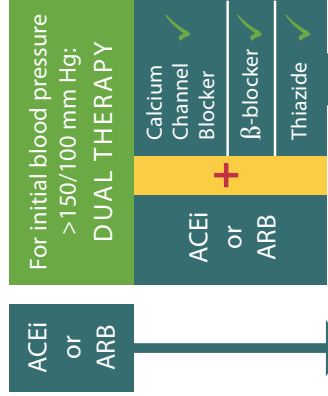 ACEi
or
ARB
For initial blood pressure
>150/100 mm Hg:
DUAL THERAPY
ACEi
or
ARB
+
Calcium
Channel
Blocker
ß-blocker
Thiazide